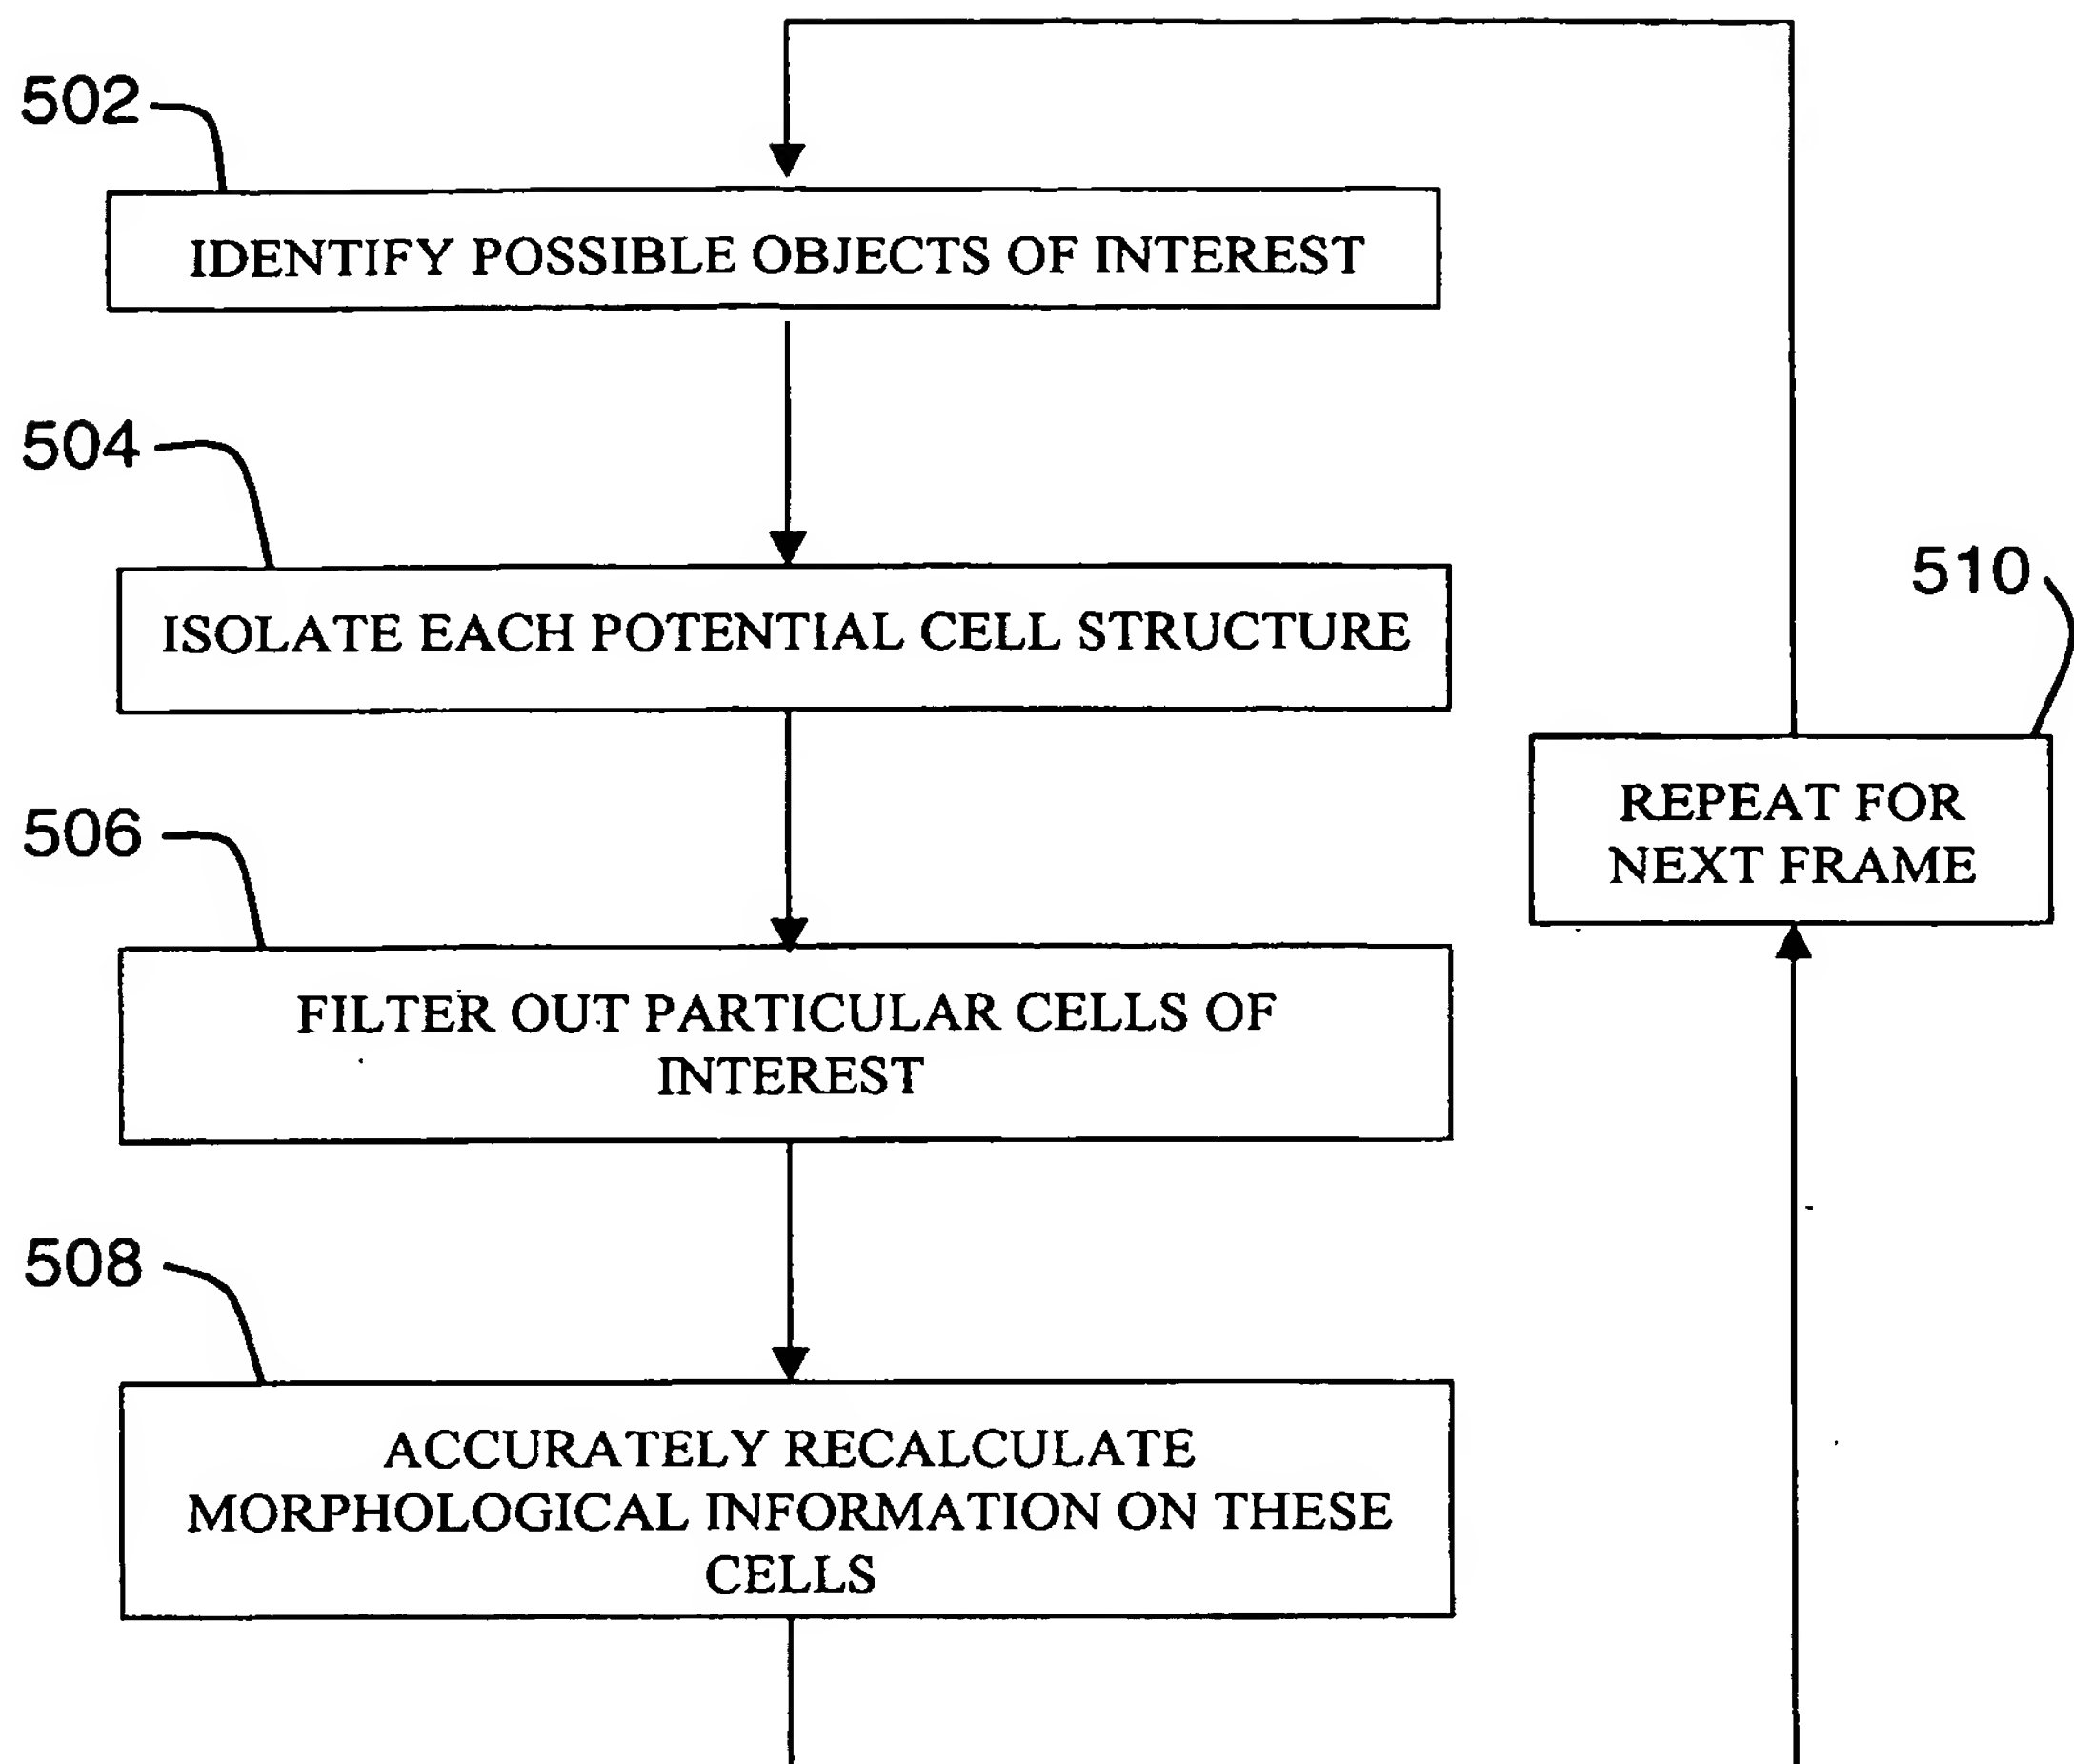 502
IDENTIFY POSSIBLE OBJECTS OF INTEREST
504
ISOLATE EACH POTENTIAL CELL STRUCTURE
510
REPEAT FOR
NEXT FRAME
506
FILTER OUT PARTICULAR CELLS OF
INTEREST
508
ACCURATELY RECALCULATE
MORPHOLOGICAL INFORMATION ON THESE
CELLS